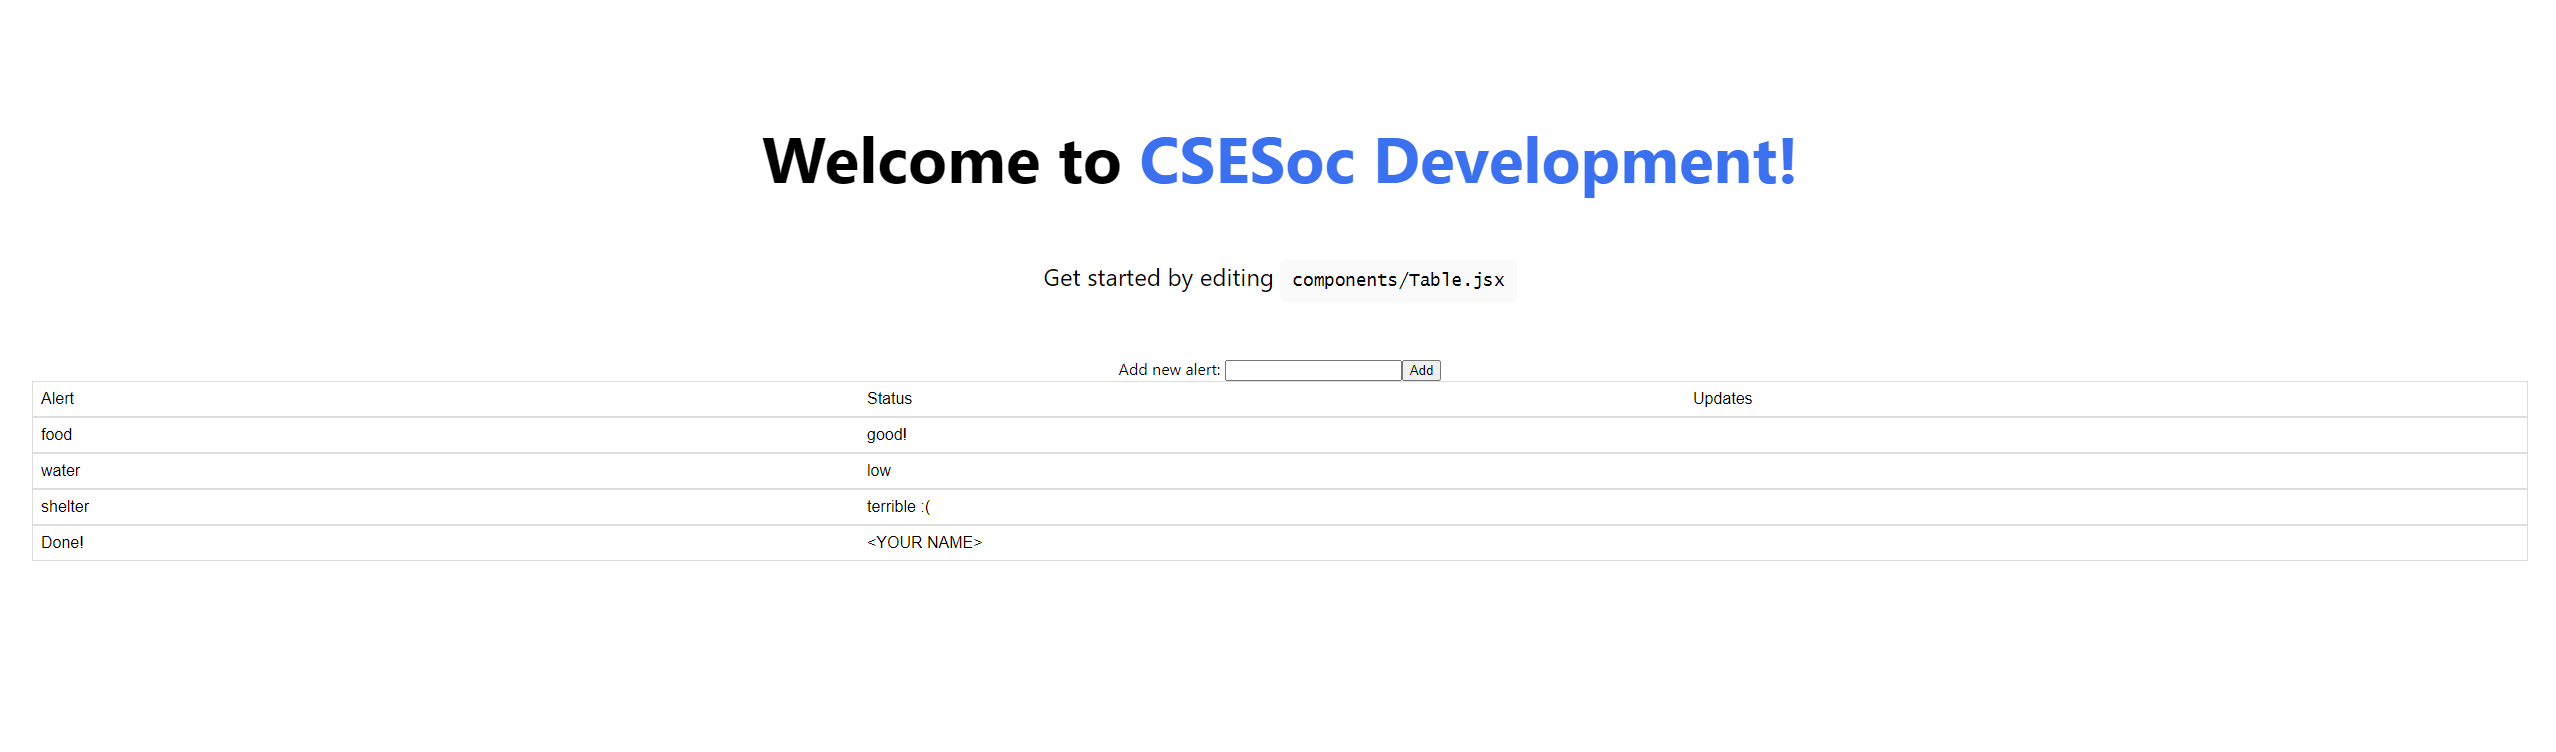 Welcome to CSESoc Development!
Get started by editing components/Table.jsx
Add new alert: Add
Alert Status Updates
food good!
water low
shelter terrible :(
Done! <YOUR NAME>